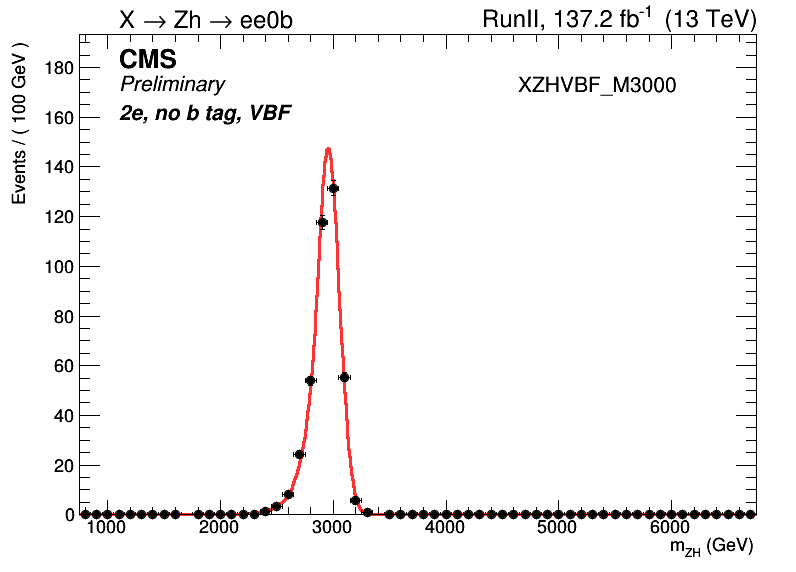 X → Zh → ee0b
RunII, 137.2 fb⁻¹ (13 TeV)
CMS
Preliminary
2e, no b tag, VBF
XZHVBF_M3000
Events / ( 100 GeV )
180
160
140
120
100
80
60
40
20
0
1000 2000 3000 4000 5000 6000
m_ZH (GeV)